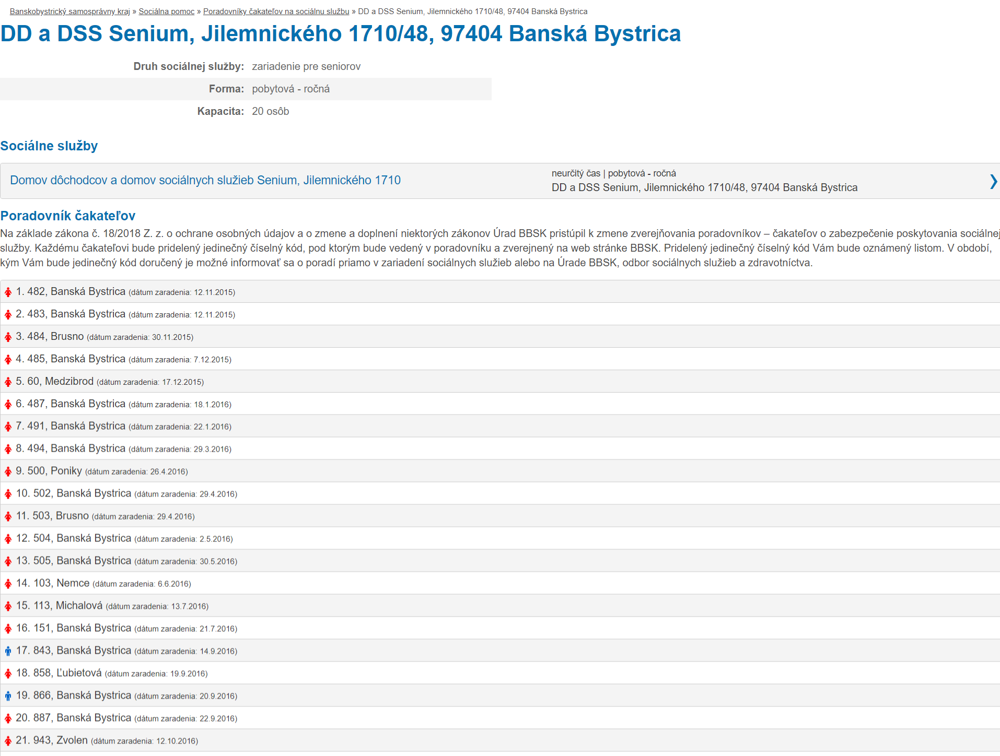 Banskobystrický samosprávny kraj » Sociálna pomoc » Poradovníky čakateľov na sociálnu službu » DD a DSS Senium, Jilemnického 1710/48, 97404 Banská Bystrica
DD a DSS Senium, Jilemnického 1710/48, 97404 Banská Bystrica
Druh sociálnej služby: zariadenie pre seniorov
Forma: pobytová - ročná
Kapacita: 20 osôb
Sociálne služby
Domov dôchodcov a domov sociálnych služieb Senium, Jilemnického 1710
neurčitý čas | pobytová - ročná
DD a DSS Senium, Jilemnického 1710/48, 97404 Banská Bystrica
Poradovník čakateľov
Na základe zákona č. 18/2018 Z. z. o ochrane osobných údajov a o zmene a doplnení niektorých zákonov Úrad BBSK pristúpil k zmene zverejňovania poradovníkov – čakateľov o zabezpečenie poskytovania sociálnej
služby. Každému čakateľovi bude pridelený jedinečný číselný kód, pod ktorým bude vedený v poradovníku a zverejnený na web stránke BBSK. Pridelený jedinečný číselný kód Vám bude oznámený listom. V období,
kým Vám bude jedinečný kód doručený je možné informovať sa o poradí priamo v zariadení sociálnych služieb alebo na Úrade BBSK, odbor sociálnych služieb a zdravotníctva.
1. 482, Banská Bystrica (dátum zaradenia: 12.11.2015)
2. 483, Banská Bystrica (dátum zaradenia: 12.11.2015)
3. 484, Brusno (dátum zaradenia: 30.11.2015)
4. 485, Banská Bystrica (dátum zaradenia: 7.12.2015)
5. 60, Medzibrod (dátum zaradenia: 17.12.2015)
6. 487, Banská Bystrica (dátum zaradenia: 18.1.2016)
7. 491, Banská Bystrica (dátum zaradenia: 22.1.2016)
8. 494, Banská Bystrica (dátum zaradenia: 29.3.2016)
9. 500, Poniky (dátum zaradenia: 26.4.2016)
10. 502, Banská Bystrica (dátum zaradenia: 29.4.2016)
11. 503, Brusno (dátum zaradenia: 29.4.2016)
12. 504, Banská Bystrica (dátum zaradenia: 2.5.2016)
13. 505, Banská Bystrica (dátum zaradenia: 30.5.2016)
14. 103, Nemce (dátum zaradenia: 6.6.2016)
15. 113, Michalová (dátum zaradenia: 13.7.2016)
16. 151, Banská Bystrica (dátum zaradenia: 21.7.2016)
17. 843, Banská Bystrica (dátum zaradenia: 14.9.2016)
18. 858, Ľubietová (dátum zaradenia: 19.9.2016)
19. 866, Banská Bystrica (dátum zaradenia: 20.9.2016)
20. 887, Banská Bystrica (dátum zaradenia: 22.9.2016)
21. 943, Zvolen (dátum zaradenia: 12.10.2016)